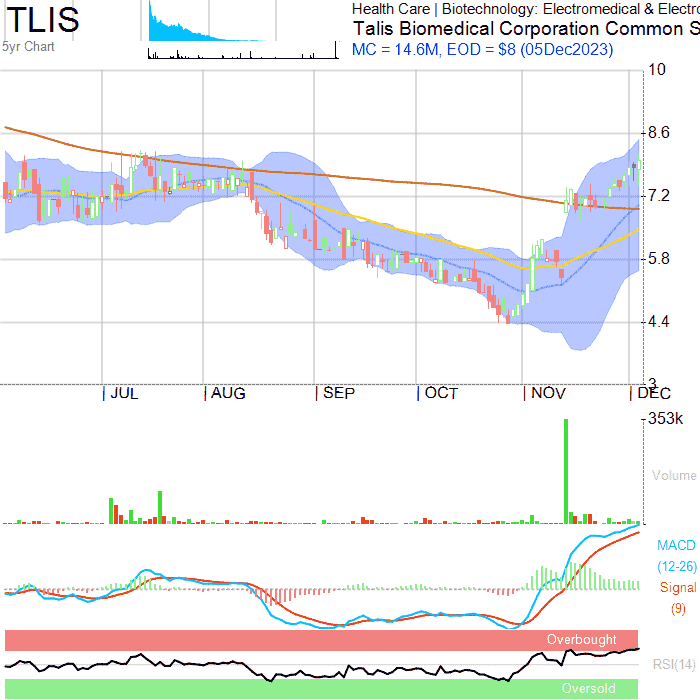 TLIS
5yr Chart
Health Care | Biotechnology: Electromedical & Electro
Talis Biomedical Corporation Common S
MC = 14.6M, EOD = $8 (05Dec2023)
10
8.6
7.2
5.8
4.4
3
JUL
AUG
SEP
OCT
NOV
DEC
353k
Volume
MACD
(12-26)
Signal
(9)
Overbought
RSI(14)
Oversold